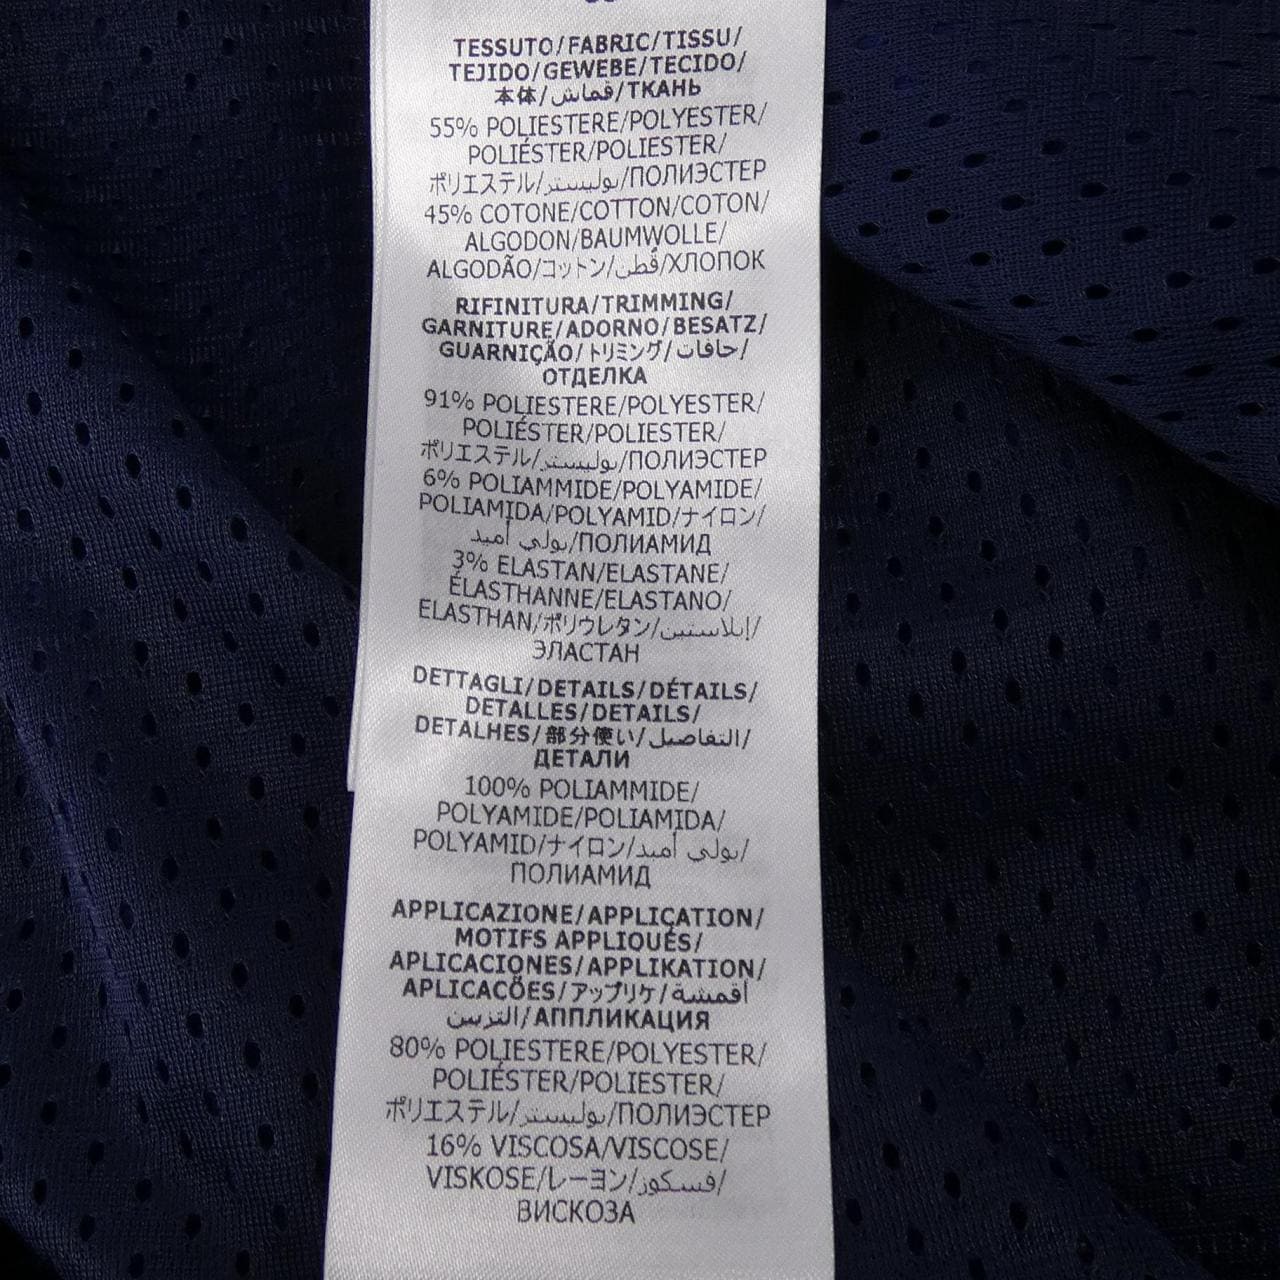 TESSUTO/FABRIC/TISSU/
TEJIDO/GEWEBE/TECIDO/
本体/قماش/ТКАНЬ
55% POLIESTERE/POLYESTER/
POLIÉSTER/POLIESTER/
ポリエステル/بوليستر/ПОЛИЭСТЕР
45% COTONE/COTTON/COTON/
ALGODON/BAUMWOLLE/
ALGODÃO/コットン/قطن/ХЛОПОК
RIFINITURA/TRIMMING/
GARNITURE/ADORNO/BESATZ/
GUARNIÇÃO/トリミング/حافات/
ОТДЕЛКА
91% POLIESTERE/POLYESTER/
POLIÉSTER/POLIESTER/
ポリエステル/بوليستر/ПОЛИЭСТЕР
6% POLIAMMIDE/POLYAMIDE/
POLIAMIDA/POLYAMID/ナイロン/
بولي أميد/ПОЛИАМИД
3% ELASTAN/ELASTANE/
ÉLASTHANNE/ELASTANO/
ELASTHAN/ポリウレタン/إيلاستين/
ЭЛАСТАН
DETTAGLI/DETAILS/DÉTAILS/
DETALLES/DETAILS/
DETALHES/部分使い/التفاصيل/
ДЕТАЛИ
100% POLIAMMIDE/
POLYAMIDE/POLIAMIDA/
POLYAMID/ナイロン/بولي أميد/
ПОЛИАМИД
APPLICAZIONE/APPLICATION/
MOTIFS APPLIQUÉS/
APLICACIONES/APPLIKATION/
APLICAÇÕES/アップリケ/أقمشة
التزيين/АППЛИКАЦИЯ
80% POLIESTERE/POLYESTER/
POLIÉSTER/POLIESTER/
ポリエステル/بوليستر/ПОЛИЭСТЕР
16% VISCOSA/VISCOSE/
VISKOSE/レーヨン/فسكوز/
ВИСКОЗА